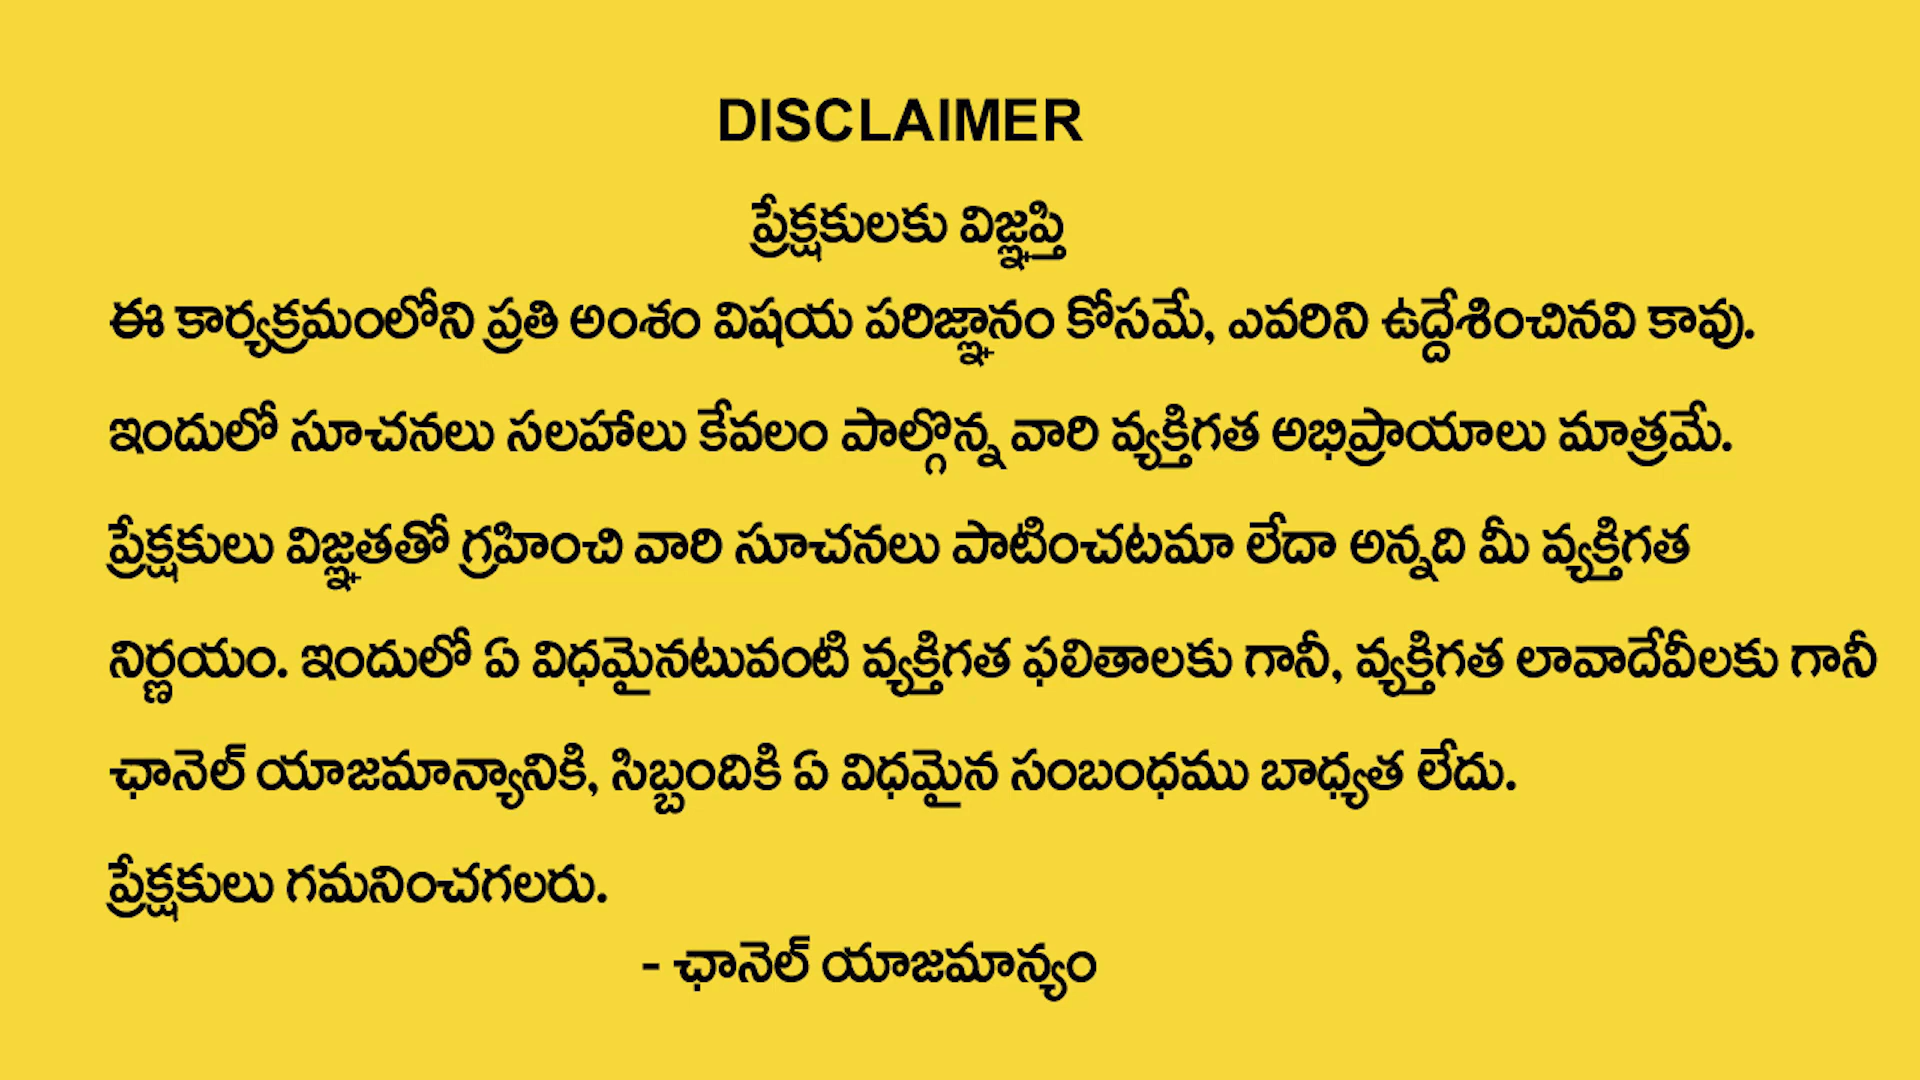 DISCLAIMER
ప్రేక్షకులకు విజ్ఞప్తి
ఈ కార్యక్రమంలోని ప్రతి అంశం విషయ పరిజ్ఞానం కోసమే, ఎవరిని ఉద్దేశించినవి కావు.
ఇందులో సూచనలు సలహాలు కేవలం పాల్గొన్న వారి వ్యక్తిగత అభిప్రాయాలు మాత్రమే.
ప్రేక్షకులు విజ్ఞతతో గ్రహించి వారి సూచనలు పాటించటమా లేదా అన్నది మీ వ్యక్తిగత
నిర్ణయం. ఇందులో ఏ విధమైనటువంటి వ్యక్తిగత ఫలితాలకు గానీ, వ్యక్తిగత లావాదేవీలకు గానీ
ఛానెల్ యాజమాన్యానికి, సిబ్బందికి ఏ విధమైన సంబంధము బాధ్యత లేదు.
ప్రేక్షకులు గమనించగలరు.
- ఛానెల్ యాజమాన్యం